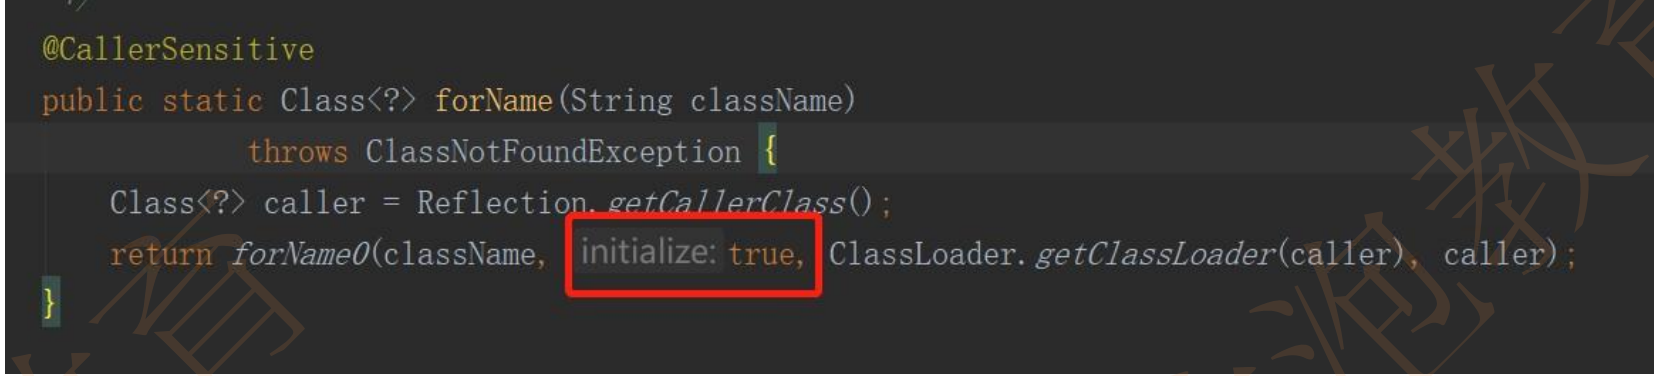 */
@CallerSensitive
public static Class<?> forName(String className)
throws ClassNotFoundException {
Class<?> caller = Reflection.getCallerClass();
return forName0(className, initialize: true, ClassLoader.getClassLoader(caller), caller);
}